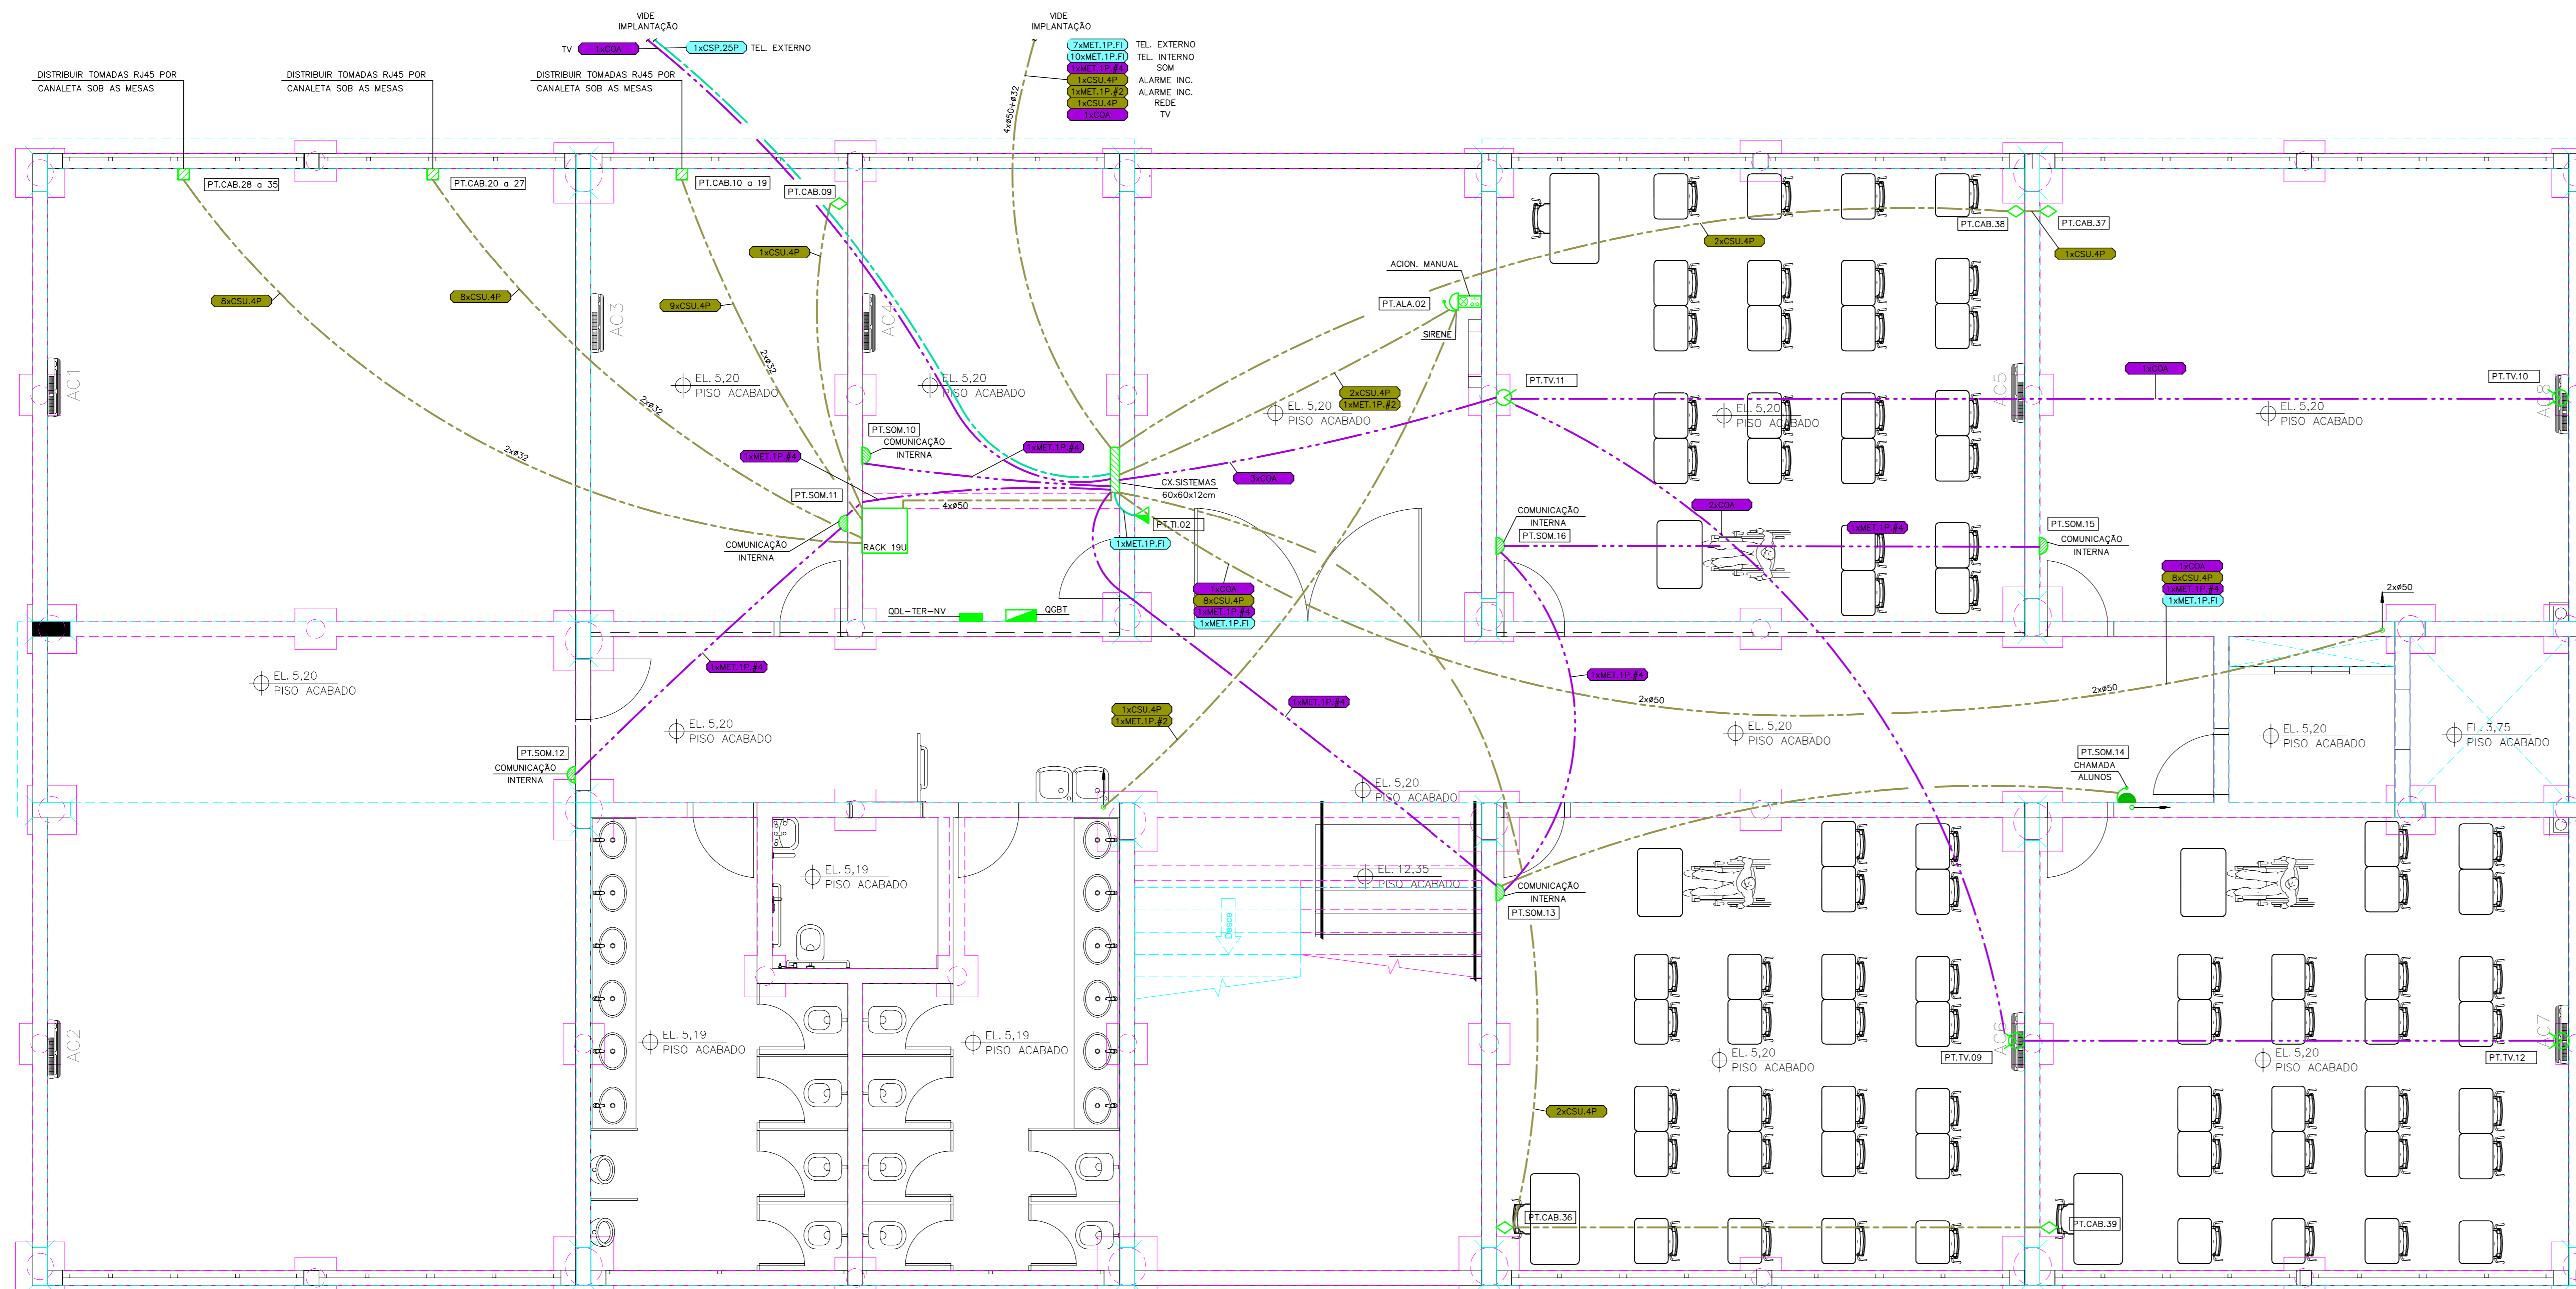 VIDE
IMPLANTAÇÃO
TV
1xCOA
1xCSP.25P
TEL. EXTERNO
VIDE
IMPLANTAÇÃO
7xMET.1P.FI TEL. EXTERNO
10xMET.1P.FI TEL. INTERNO
1xMET.1P.#4 SOM
1xCSU.4P ALARME INC.
1xMET.1P.#2 ALARME INC.
1xCSU.4P REDE
1xCOA TV
4xø50+ø32
DISTRIBUIR TOMADAS RJ45 POR
CANALETA SOB AS MESAS
DISTRIBUIR TOMADAS RJ45 POR
CANALETA SOB AS MESAS
DISTRIBUIR TOMADAS RJ45 POR
CANALETA SOB AS MESAS
PT.CAB.28 a 35
PT.CAB.20 a 27
PT.CAB.10 a 19
PT.CAB.09
PT.CAB.38
PT.CAB.37
8xCSU.4P
8xCSU.4P
9xCSU.4P
1xCSU.4P
2xCSU.4P
1xCSU.4P
ACION. MANUAL
PT.ALA.02
SIRENE
AC1
AC3
AC4
AC5
AC8
2xø32
2xø32
2xø32
EL. 5,20
PISO ACABADO
EL. 5,20
PISO ACABADO
EL. 5,20
PISO ACABADO
EL. 5,20
PISO ACABADO
EL. 5,20
PISO ACABADO
2xCSU.4P
1xMET.1P.#2
PT.TV.11
1xCOA
PT.TV.10
PT.SOM.10
COMUNICAÇÃO
INTERNA
1xMET.1P.#4
1xMET.1P.#4
PT.SOM.11
COMUNICAÇÃO
INTERNA
4xø50
RACK 19U
CX.SISTEMAS
60x60x12cm
PT.TI.02
1xMET.1P.FI
3xCOA
COMUNICAÇÃO
INTERNA
PT.SOM.16
2xCOA
1xMET.1P.#4
PT.SOM.15
COMUNICAÇÃO
INTERNA
1xCOA
8xCSU.4P
1xMET.1P.#4
1xMET.1P.FI
1xCOA
8xCSU.4P
1xMET.1P.#4
1xMET.1P.FI
2xø50
QDL-TER-NV
QGBT
1xMET.1P.#4
1xMET.1P.#4
1xMET.1P.#4
2xø50
2xø50
EL. 5,20
PISO ACABADO
EL. 5,20
PISO ACABADO
EL. 5,20
PISO ACABADO
EL. 5,20
PISO ACABADO
EL. 3,75
PISO ACABADO
1xCSU.4P
1xMET.1P.#2
PT.SOM.12
COMUNICAÇÃO
INTERNA
PT.SOM.14
CHAMADA
ALUNOS
EL. 5,20
PISO ACABADO
EL. 5,19
PISO ACABADO
EL. 12,35
PISO ACABADO
Desce
COMUNICAÇÃO
INTERNA
PT.SOM.13
AC2
EL. 5,19
PISO ACABADO
EL. 5,19
PISO ACABADO
EL. 5,20
PISO ACABADO
AC6
PT.TV.09
EL. 5,20
PISO ACABADO
AC7
PT.TV.12
2xCSU.4P
PT.CAB.36
PT.CAB.39